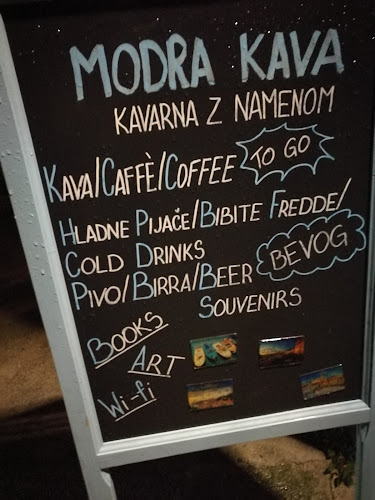 MODRA KAVA
KAVARNA Z NAMENOM
KAVA/CAFFÈ/COFFEE TO GO
HLADNE PIJAČE/BIBITE FREDDE/
COLD DRINKS
PIVO/BIRRA/BEER BEVOG
SOUVENIRS
BOOKS
ART
Wi-fi